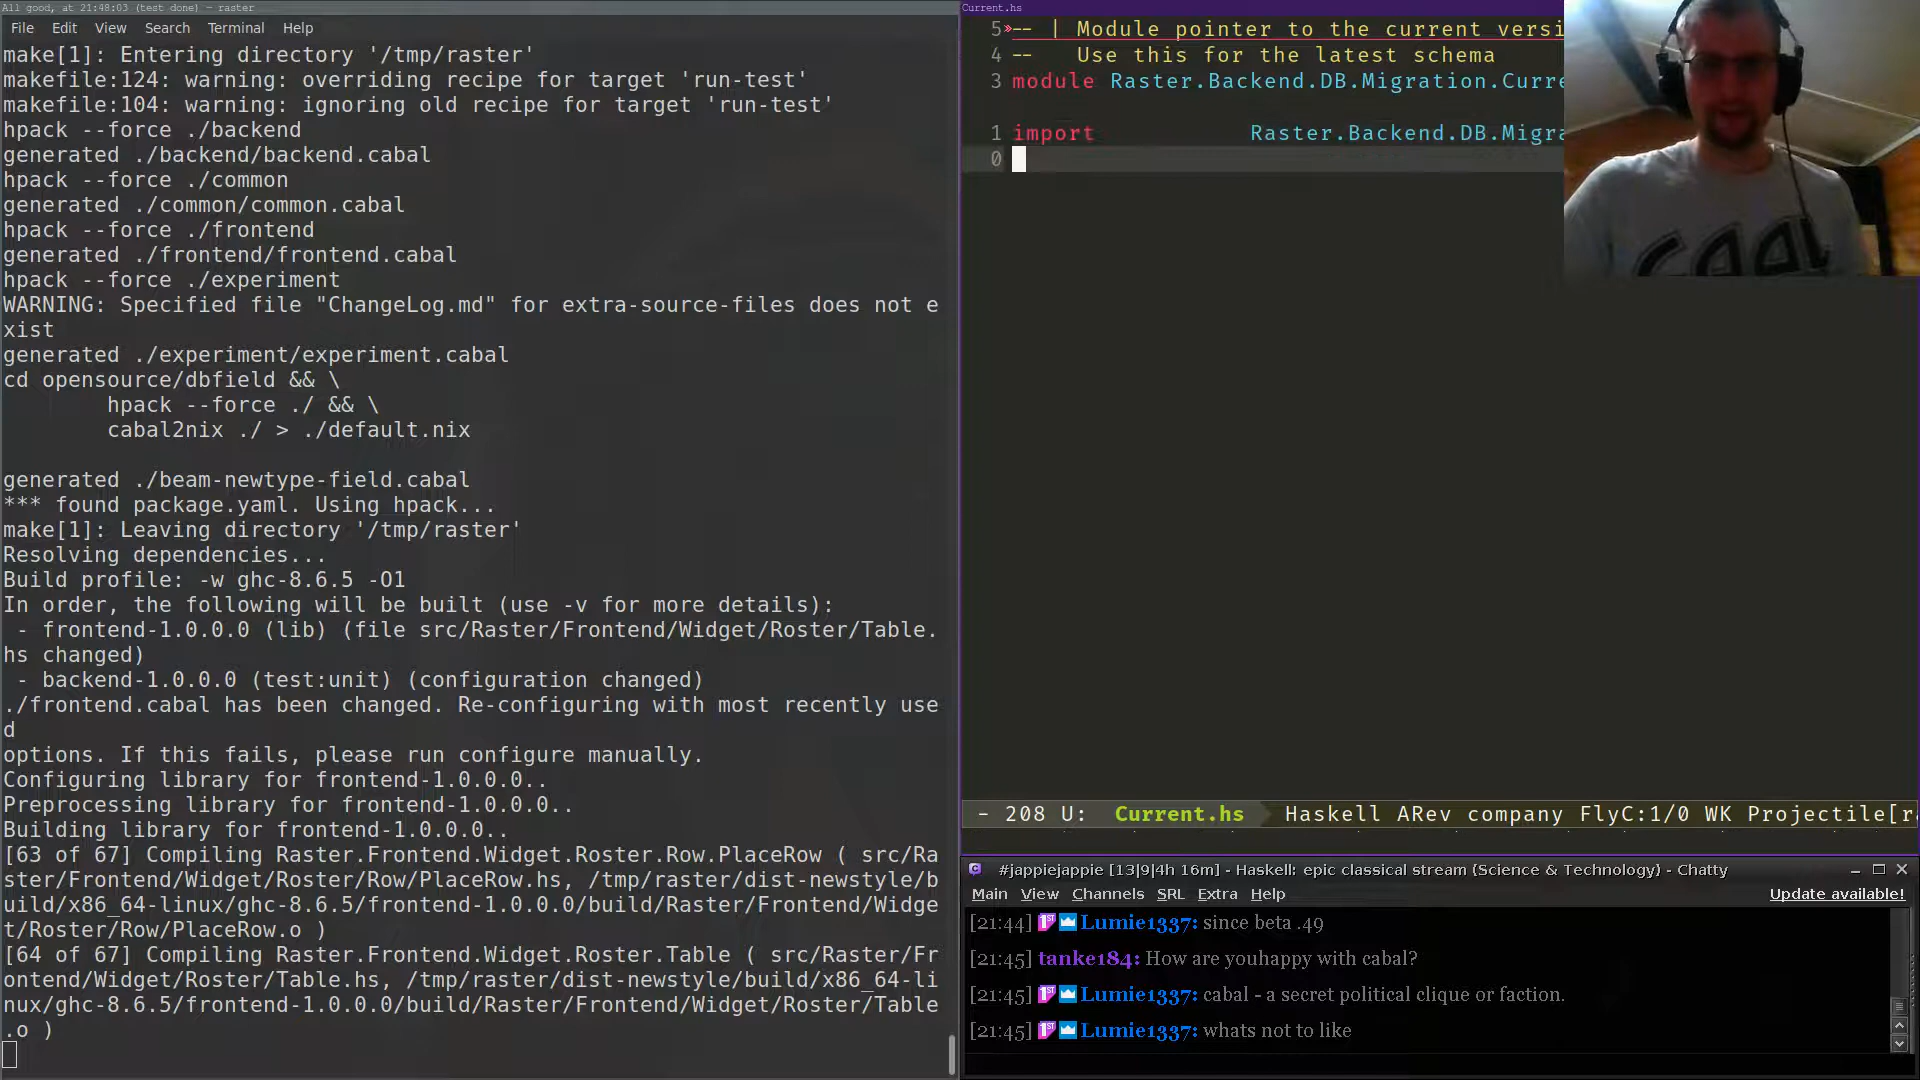 All good, at 21:48:03 (test done) — raster
File Edit View Search Terminal Help
make[1]: Entering directory '/tmp/raster'
makefile:124: warning: overriding recipe for target 'run-test'
makefile:104: warning: ignoring old recipe for target 'run-test'
hpack --force ./backend
generated ./backend/backend.cabal
hpack --force ./common
generated ./common/common.cabal
hpack --force ./frontend
generated ./frontend/frontend.cabal
hpack --force ./experiment
WARNING: Specified file "ChangeLog.md" for extra-source-files does not e
xist
generated ./experiment/experiment.cabal
cd opensource/dbfield && \
hpack --force ./ && \
cabal2nix ./ > ./default.nix
generated ./beam-newtype-field.cabal
*** found package.yaml. Using hpack...
make[1]: Leaving directory '/tmp/raster'
Resolving dependencies...
Build profile: -w ghc-8.6.5 -O1
In order, the following will be built (use -v for more details):
- frontend-1.0.0.0 (lib) (file src/Raster/Frontend/Widget/Roster/Table.
hs changed)
- backend-1.0.0.0 (test:unit) (configuration changed)
./frontend.cabal has been changed. Re-configuring with most recently use
d
options. If this fails, please run configure manually.
Configuring library for frontend-1.0.0.0..
Preprocessing library for frontend-1.0.0.0..
Building library for frontend-1.0.0.0..
[63 of 67] Compiling Raster.Frontend.Widget.Roster.Row.PlaceRow ( src/Ra
ster/Frontend/Widget/Roster/Row/PlaceRow.hs, /tmp/raster/dist-newstyle/b
uild/x86_64-linux/ghc-8.6.5/frontend-1.0.0.0/build/Raster/Frontend/Widge
t/Roster/Row/PlaceRow.o )
[64 of 67] Compiling Raster.Frontend.Widget.Roster.Table ( src/Raster/Fr
ontend/Widget/Roster/Table.hs, /tmp/raster/dist-newstyle/build/x86_64-li
nux/ghc-8.6.5/frontend-1.0.0.0/build/Raster/Frontend/Widget/Roster/Table
.o )
Current.hs
5 -- | Module pointer to the current versi
4 -- Use this for the latest schema
3 module Raster.Backend.DB.Migration.Curre
1 import Raster.Backend.DB.Migra
0
- 208 U: Current.hs Haskell ARev company FlyC:1/0 WK Projectile[ra
#jappiejappie [13|9|4h 16m] - Haskell: epic classical stream (Science & Technology) - Chatty
Main View Channels SRL Extra Help Update available!
[21:44] 1ST Lumie1337: since beta .49
[21:45] tanke184: How are youhappy with cabal?
[21:45] 1ST Lumie1337: cabal - a secret political clique or faction.
[21:45] 1ST Lumie1337: whats not to like